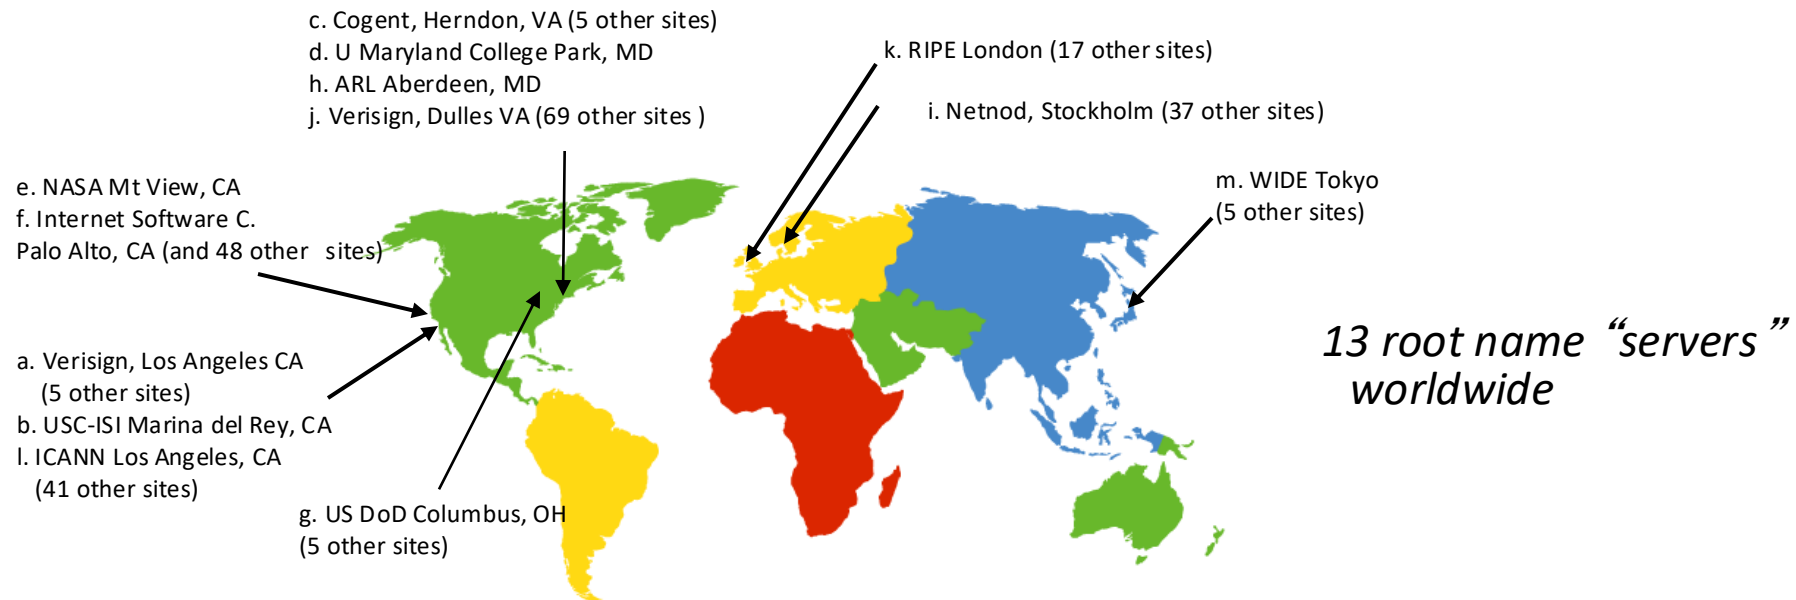 c. Cogent, Herndon, VA (5 other sites)
d. U Maryland College Park, MD
h. ARL Aberdeen, MD
j. Verisign, Dulles VA (69 other sites )
k. RIPE London (17 other sites)
i. Netnod, Stockholm (37 other sites)
e. NASA Mt View, CA
f. Internet Software C.
Palo Alto, CA (and 48 other sites)
m. WIDE Tokyo
(5 other sites)
a. Verisign, Los Angeles CA
(5 other sites)
b. USC-ISI Marina del Rey, CA
l. ICANN Los Angeles, CA
(41 other sites)
g. US DoD Columbus, OH
(5 other sites)
13 root name “servers”
worldwide